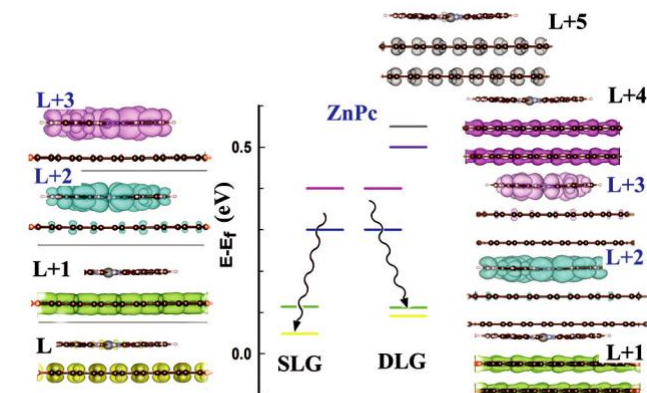 L+5
L+4
L+3
L+2
L+1
L
ZnPc
0.5
0.0
E-Ef (eV)
SLG
DLG
L+3
L+2
L+1